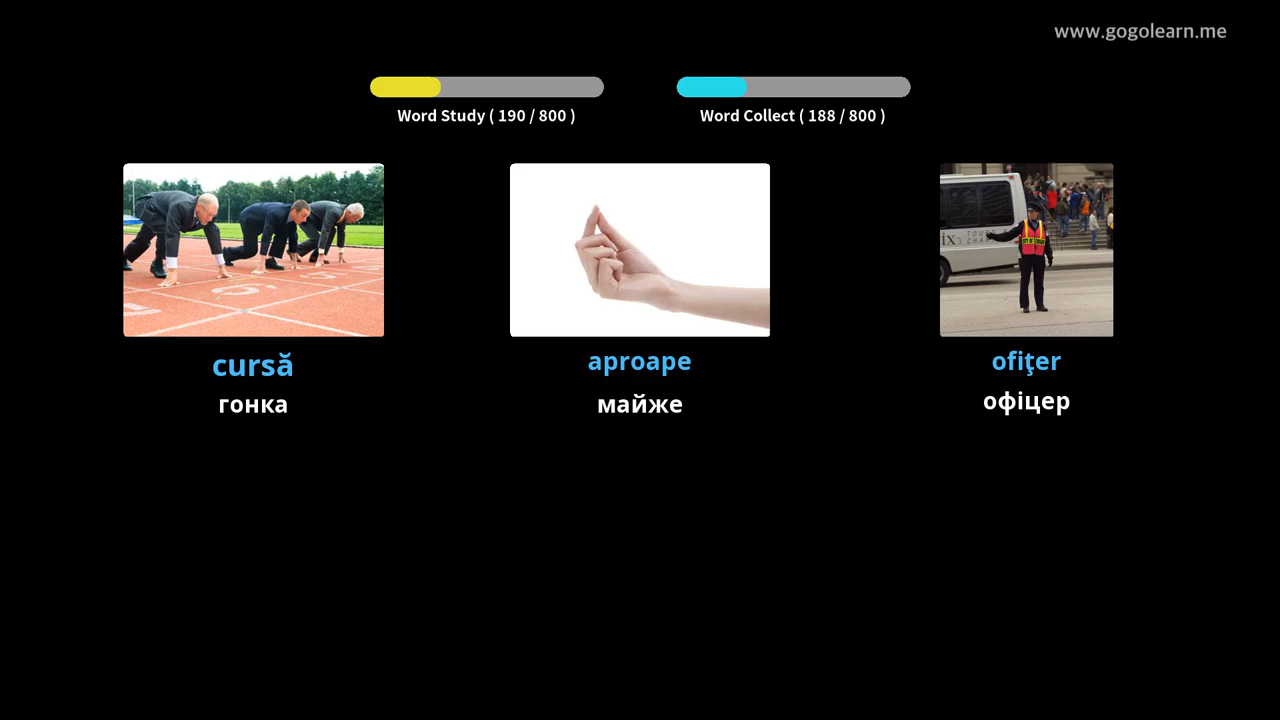 www.gogolearn.me
Word Study ( 190 / 800 )
Word Collect ( 188 / 800 )
cursă
aproape
ofiţer
гонка
майже
офіцер